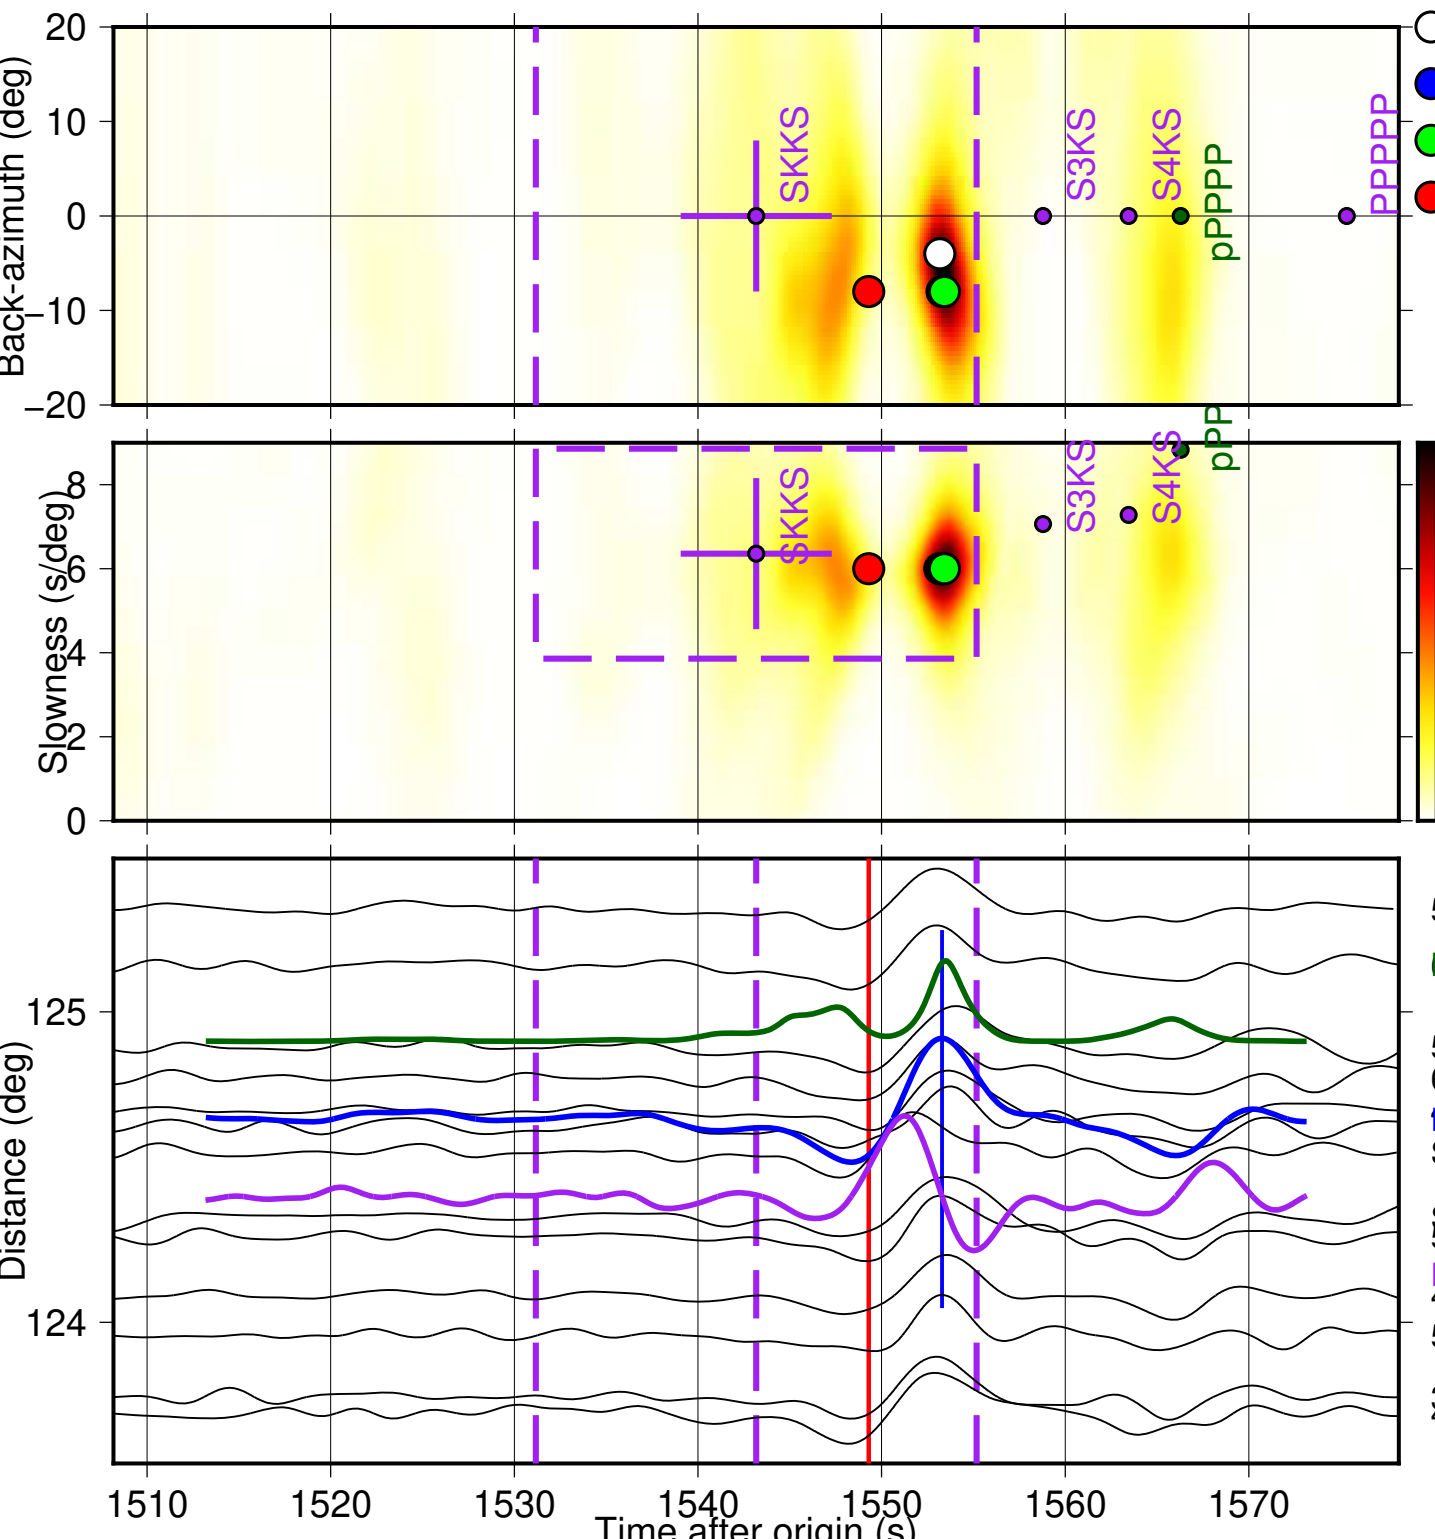 20
10
0
−10
−20
Back-azimuth (deg)
SKKS
S3KS
S4KS
pPPPP
PPPPP
8
6
4
2
0
Slowness (s/deg)
SKKS
S3KS
S4KS
pPP
125
124
Distance (deg)
1510 1520 1530 1540 1550 1560 1570
Time after origin (s)